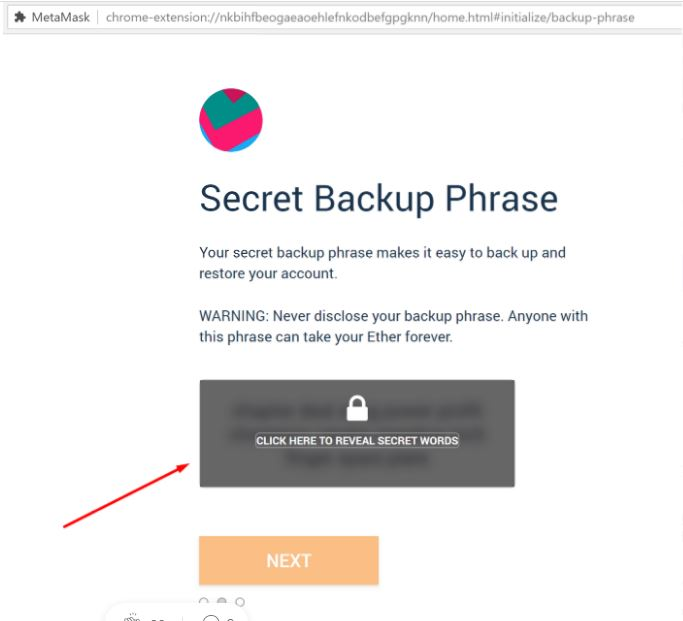 MetaMask | chrome-extension://nkbihfbeogaeaoehlefnkodbefgpgknn/home.html#initialize/backup-phrase
Secret Backup Phrase
Your secret backup phrase makes it easy to back up and
restore your account.
WARNING: Never disclose your backup phrase. Anyone with
this phrase can take your Ether forever.
CLICK HERE TO REVEAL SECRET WORDS
NEXT